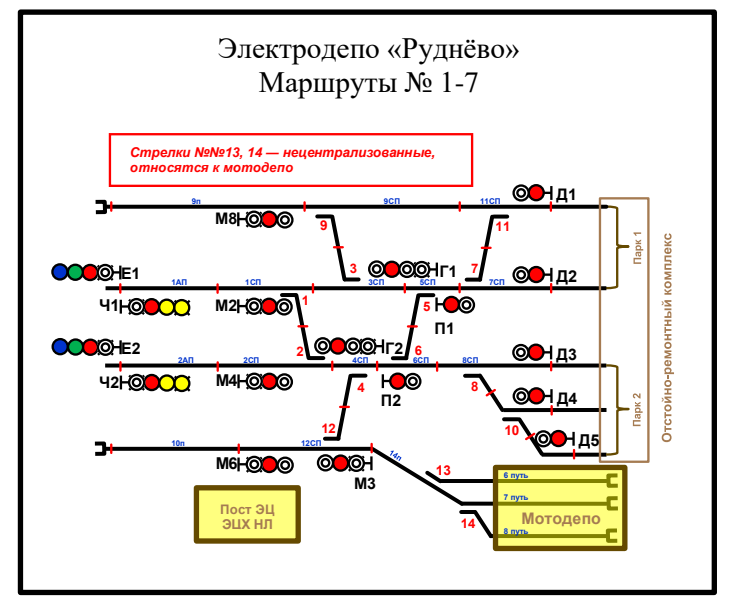 Электродепо «Руднёво»
Маршруты № 1-7
Стрелки №№13, 14 — нецентрализованные,
относятся к мотодепо
9п
9СП
11СП
Д1
М8
9
11
Парк 1
3
Г1
7
Е1
Д2
1АП
1СП
3СП
5СП
7СП
Ч1
М2
1
5
П1
Отстойно-ремонтный комплекс
Е2
2
Г2
6
Д3
2АП
2СП
4СП
6СП
8СП
Ч2
М4
4
П2
8
Д4
Парк 2
12
10
Д5
10п
12СП
М6
М3
14п
13
6 путь
7 путь
Пост ЭЦ
ЭЦХ НЛ
14
Мотодепо
8 путь